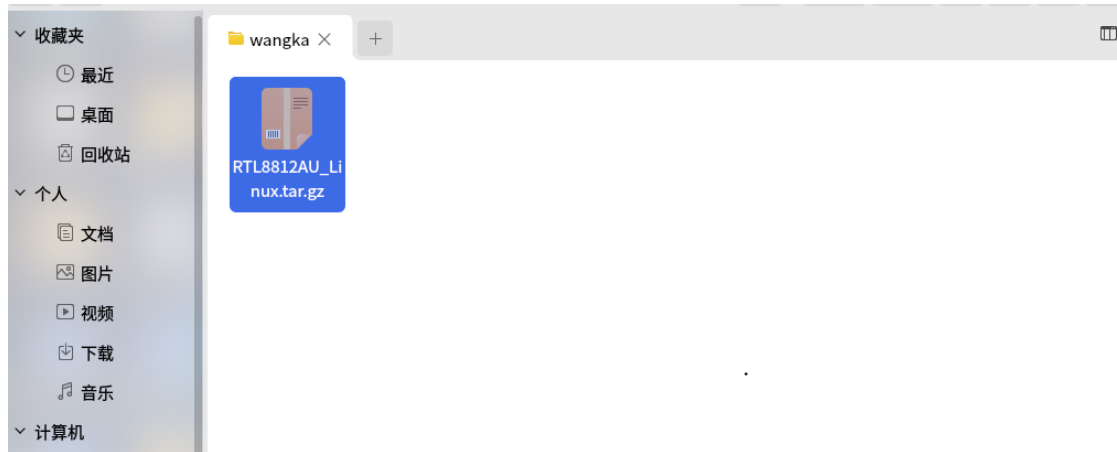 收藏夹
最近
桌面
回收站
个人
文档
图片
视频
下载
音乐
计算机
wangka
RTL8812AU_Li
nux.tar.gz